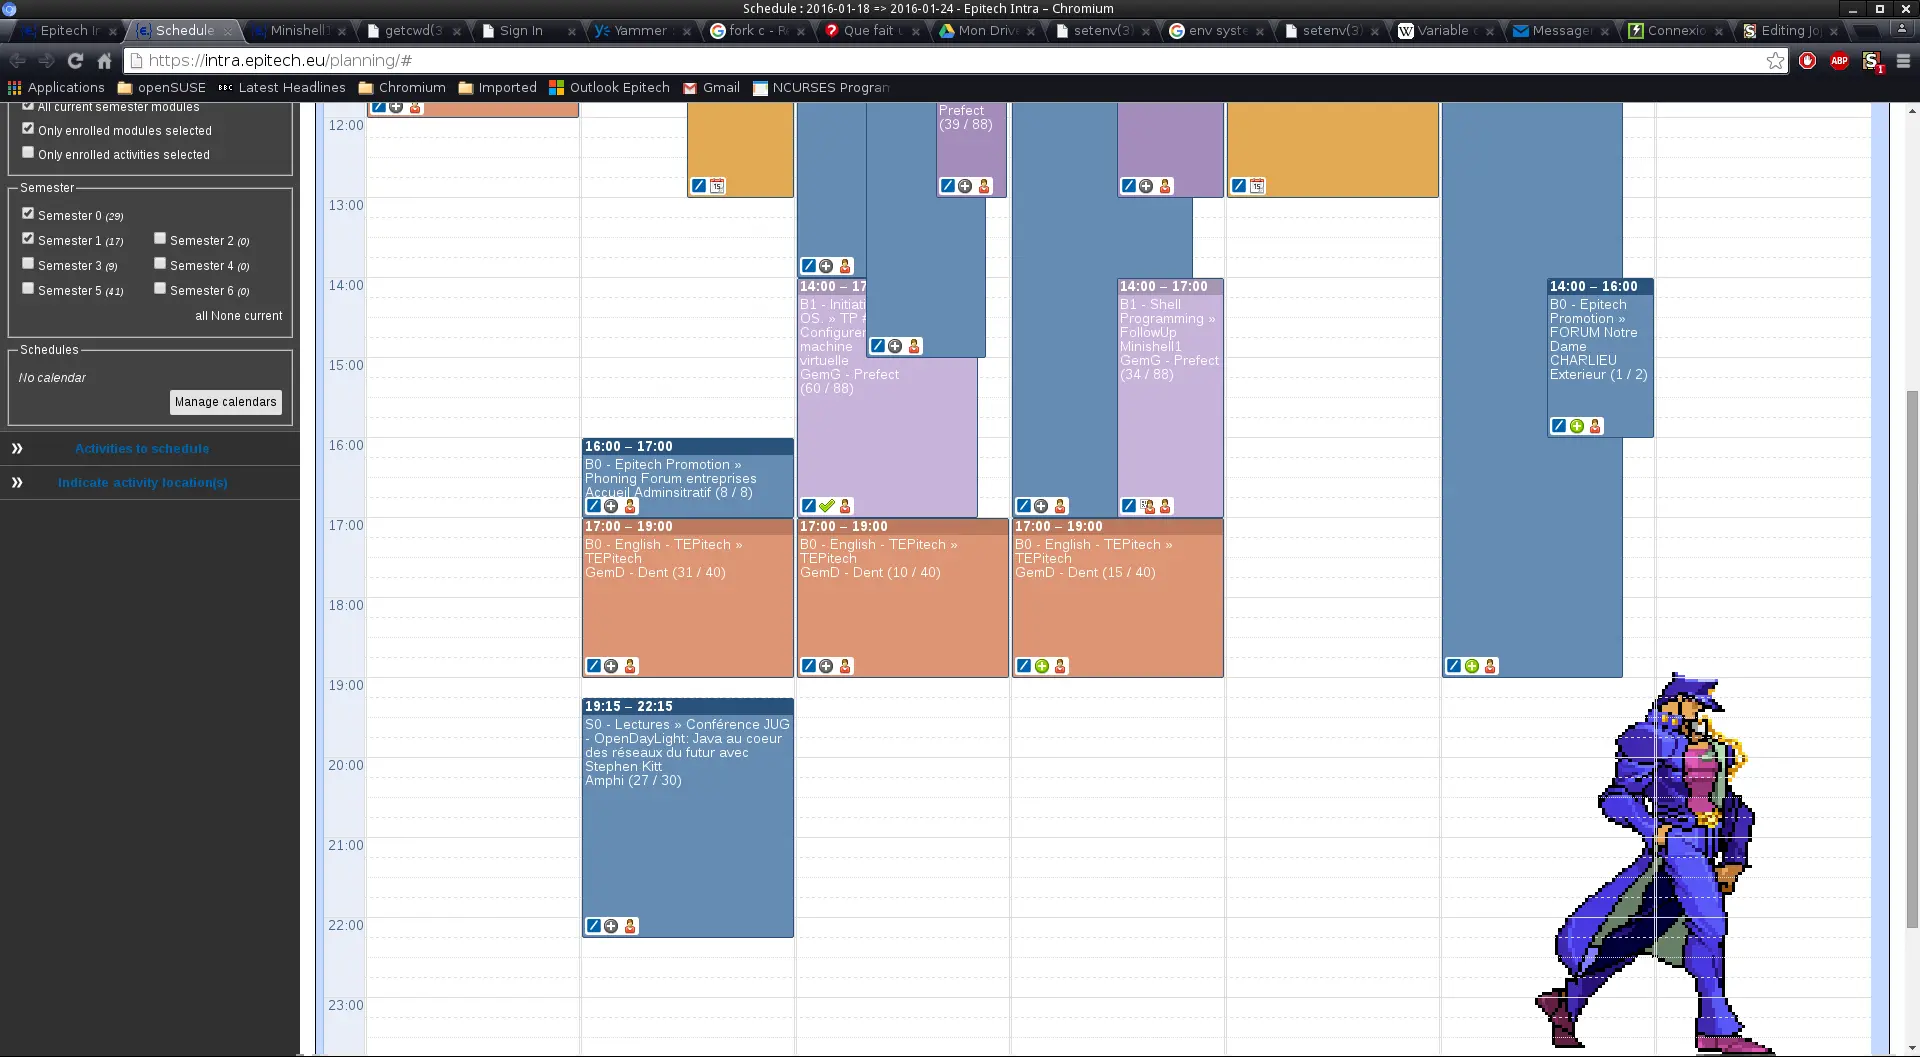 Schedule : 2016-01-18 => 2016-01-24 - Epitech Intra – Chromium
Epitech In
Schedule
Minishell1
getcwd(3
Sign In
Yammer :
fork c - Re
Que fait u
Mon Drive
setenv(3)
env syste
setenv(3)
Variable e
Messager
Connexio
Editing Jo
https://intra.epitech.eu/planning/#
ABP
1
Applications
openSUSE
BBC Latest Headlines
Chromium
Imported
Outlook Epitech
Gmail
NCURSES Program
All current semester modules
Only enrolled modules selected
Only enrolled activities selected
Semester
Semester 0 (29)
Semester 1 (17)
Semester 2 (0)
Semester 3 (9)
Semester 4 (0)
Semester 5 (41)
Semester 6 (0)
all None current
Schedules
No calendar
Manage calendars
» Activities to schedule
» Indicate activity location(s)
12:00
13:00
14:00
15:00
16:00
17:00
18:00
19:00
20:00
21:00
22:00
23:00
16:00 – 17:00
B0 - Epitech Promotion »
Phoning Forum entreprises
Accueil Adminsitratif (8 / 8)
17:00 – 19:00
B0 - English - TEPitech »
TEPitech
GemD - Dent (31 / 40)
19:15 – 22:15
S0 - Lectures » Conférence JUG
- OpenDayLight: Java au coeur
des réseaux du futur avec
Stephen Kitt
Amphi (27 / 30)
Prefect
(39 / 88)
14:00 – 17
B1 - Initiati
OS. » TP #
Configurer
machine
virtuelle
GemG - Prefect
(60 / 88)
17:00 – 19:00
B0 - English - TEPitech »
TEPitech
GemD - Dent (10 / 40)
14:00 – 17:00
B1 - Shell
Programming »
FollowUp
Minishell1
GemG - Prefect
(34 / 88)
17:00 – 19:00
B0 - English - TEPitech »
TEPitech
GemD - Dent (15 / 40)
14:00 – 16:00
B0 - Epitech
Promotion »
FORUM Notre
Dame
CHARLIEU
Exterieur (1 / 2)